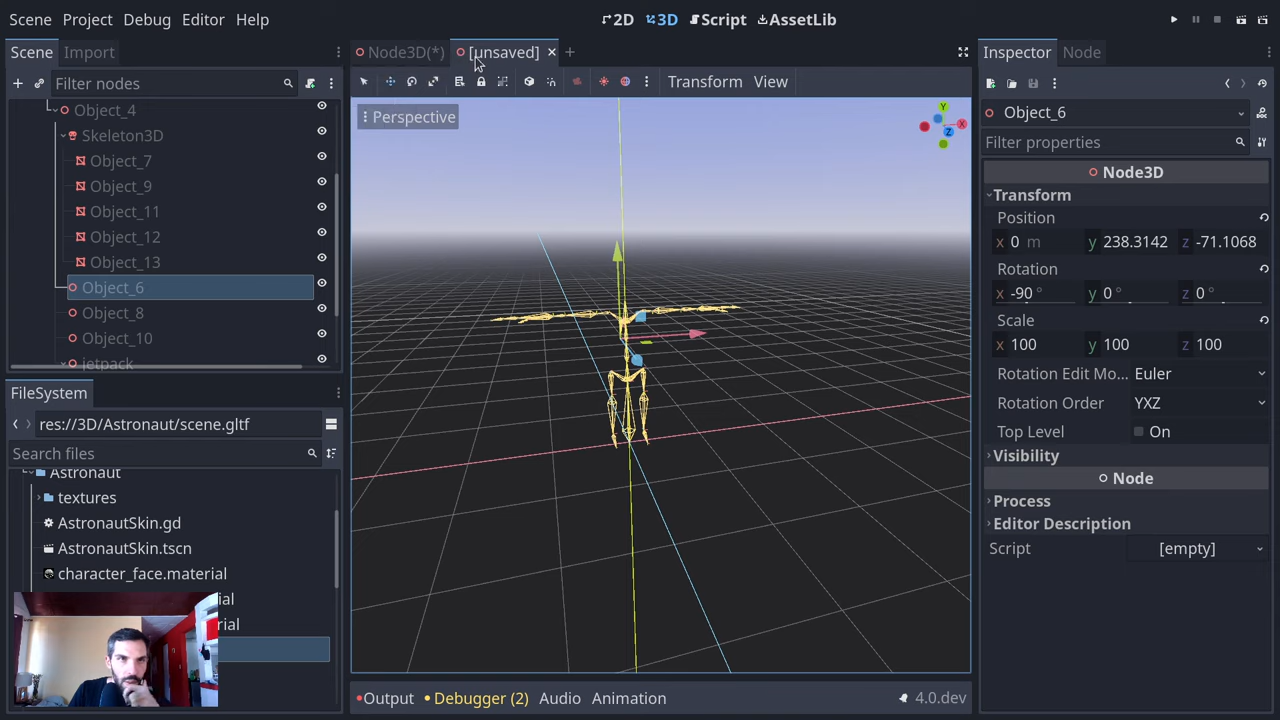 Scene Project Debug Editor Help
2D 3D Script AssetLib
Scene Import
Filter nodes
Object_4
Skeleton3D
Object_7
Object_9
Object_11
Object_12
Object_13
Object_6
Object_8
Object_10
jetpack
FileSystem
res://3D/Astronaut/scene.gltf
Search files
Astronaut
textures
AstronautSkin.gd
AstronautSkin.tscn
character_face.material
ial
rial
Node3D(*) [unsaved]
Transform View
Perspective
Y
X
Z
Output Debugger (2) Audio Animation 4.0.dev
Inspector Node
Object_6
Filter properties
Node3D
Transform
Position
x 0 m y 238.3142 z -71.1068
Rotation
x -90 ° y 0 ° z 0 °
Scale
x 100 y 100 z 100
Rotation Edit Mo... Euler
Rotation Order YXZ
Top Level On
Visibility
Node
Process
Editor Description
Script [empty]